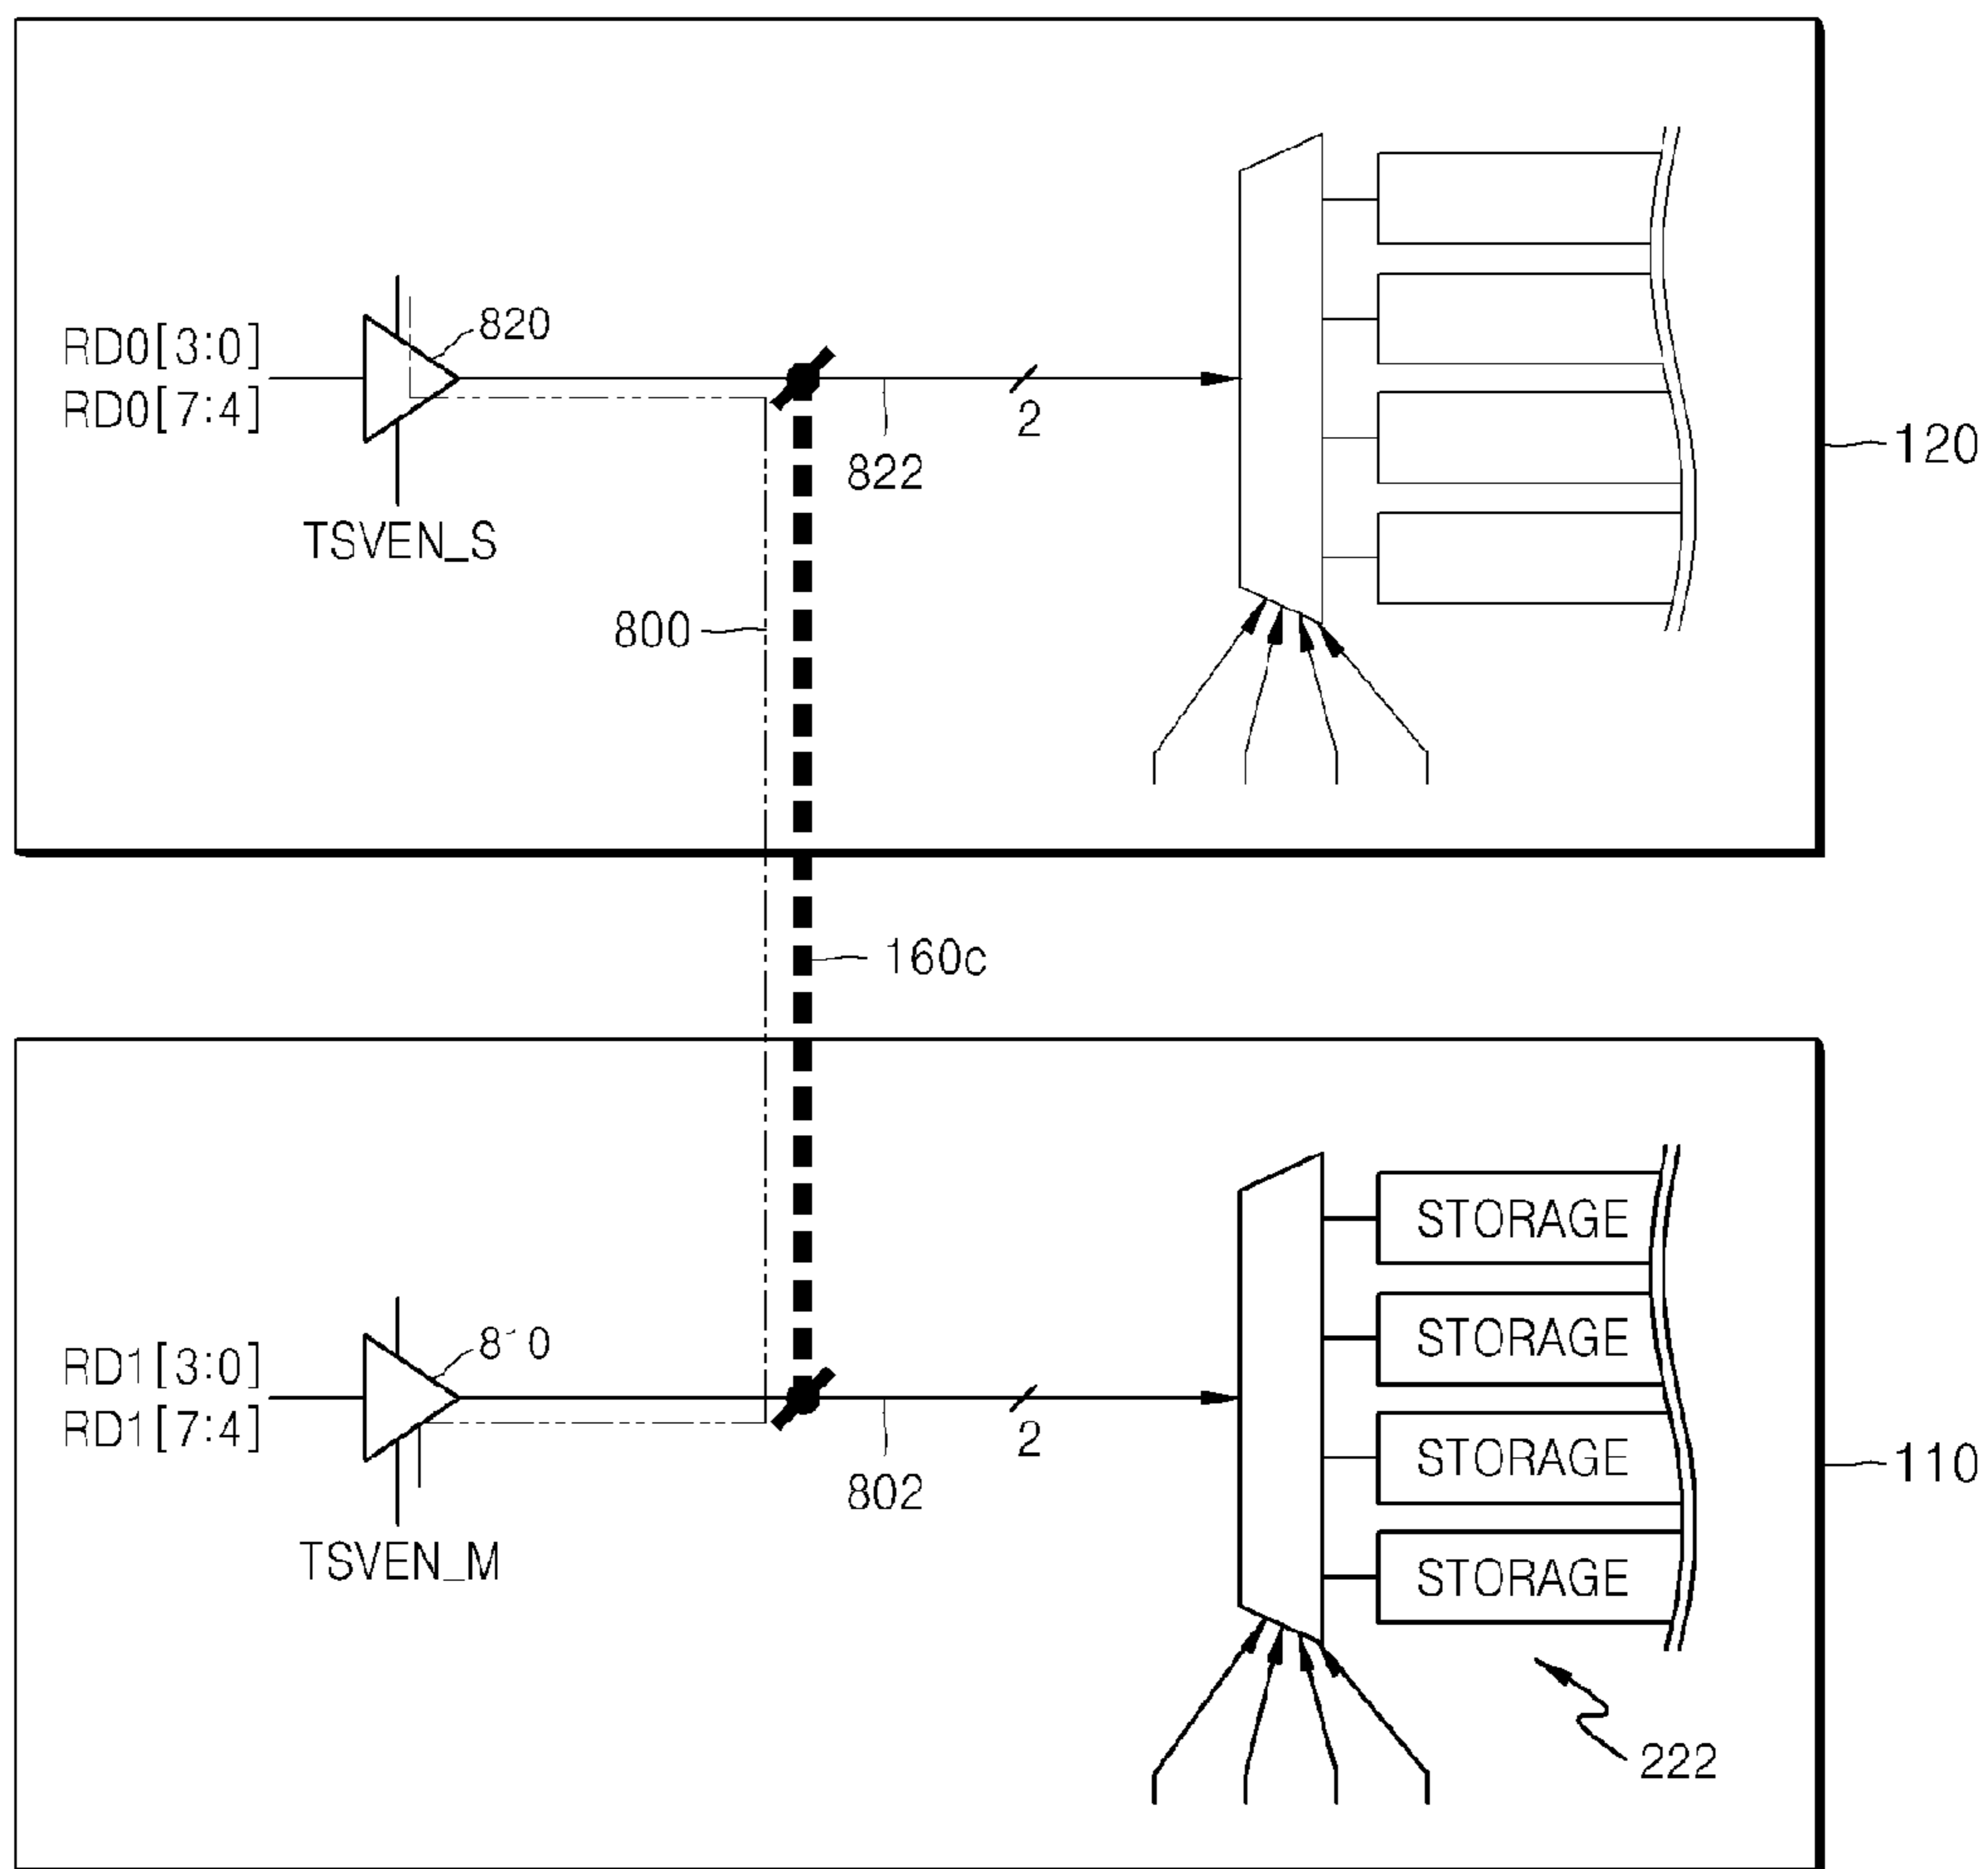 RD0[3:0]
RD0[7:4]
820
TSVEN_S
822
2
120
800
160c
RD1[3:0]
RD1[7:4]
810
TSVEN_M
802
2
STORAGE
STORAGE
STORAGE
STORAGE
110
222